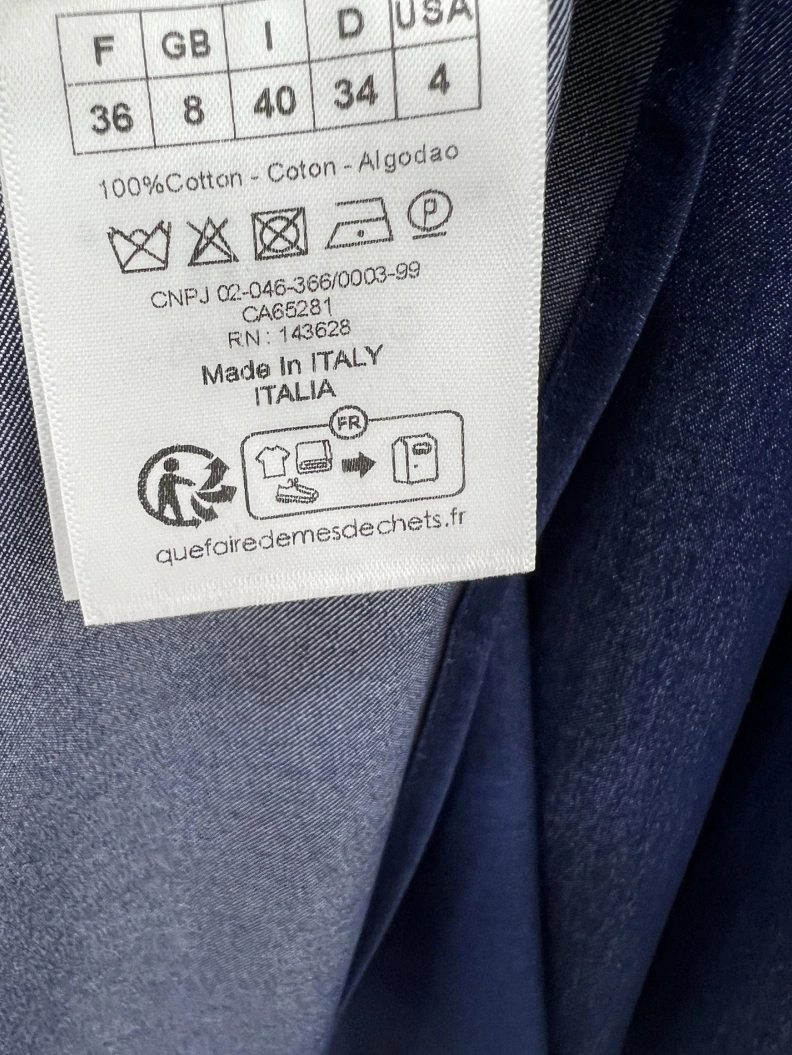 F GB I D USA
36 8 40 34 4
100%Cotton - Coton - Algodao
P
CNPJ 02-046-366/0003-99
CA65281
RN: 143628
Made In ITALY
ITALIA
FR
quefairedemesdechets.fr